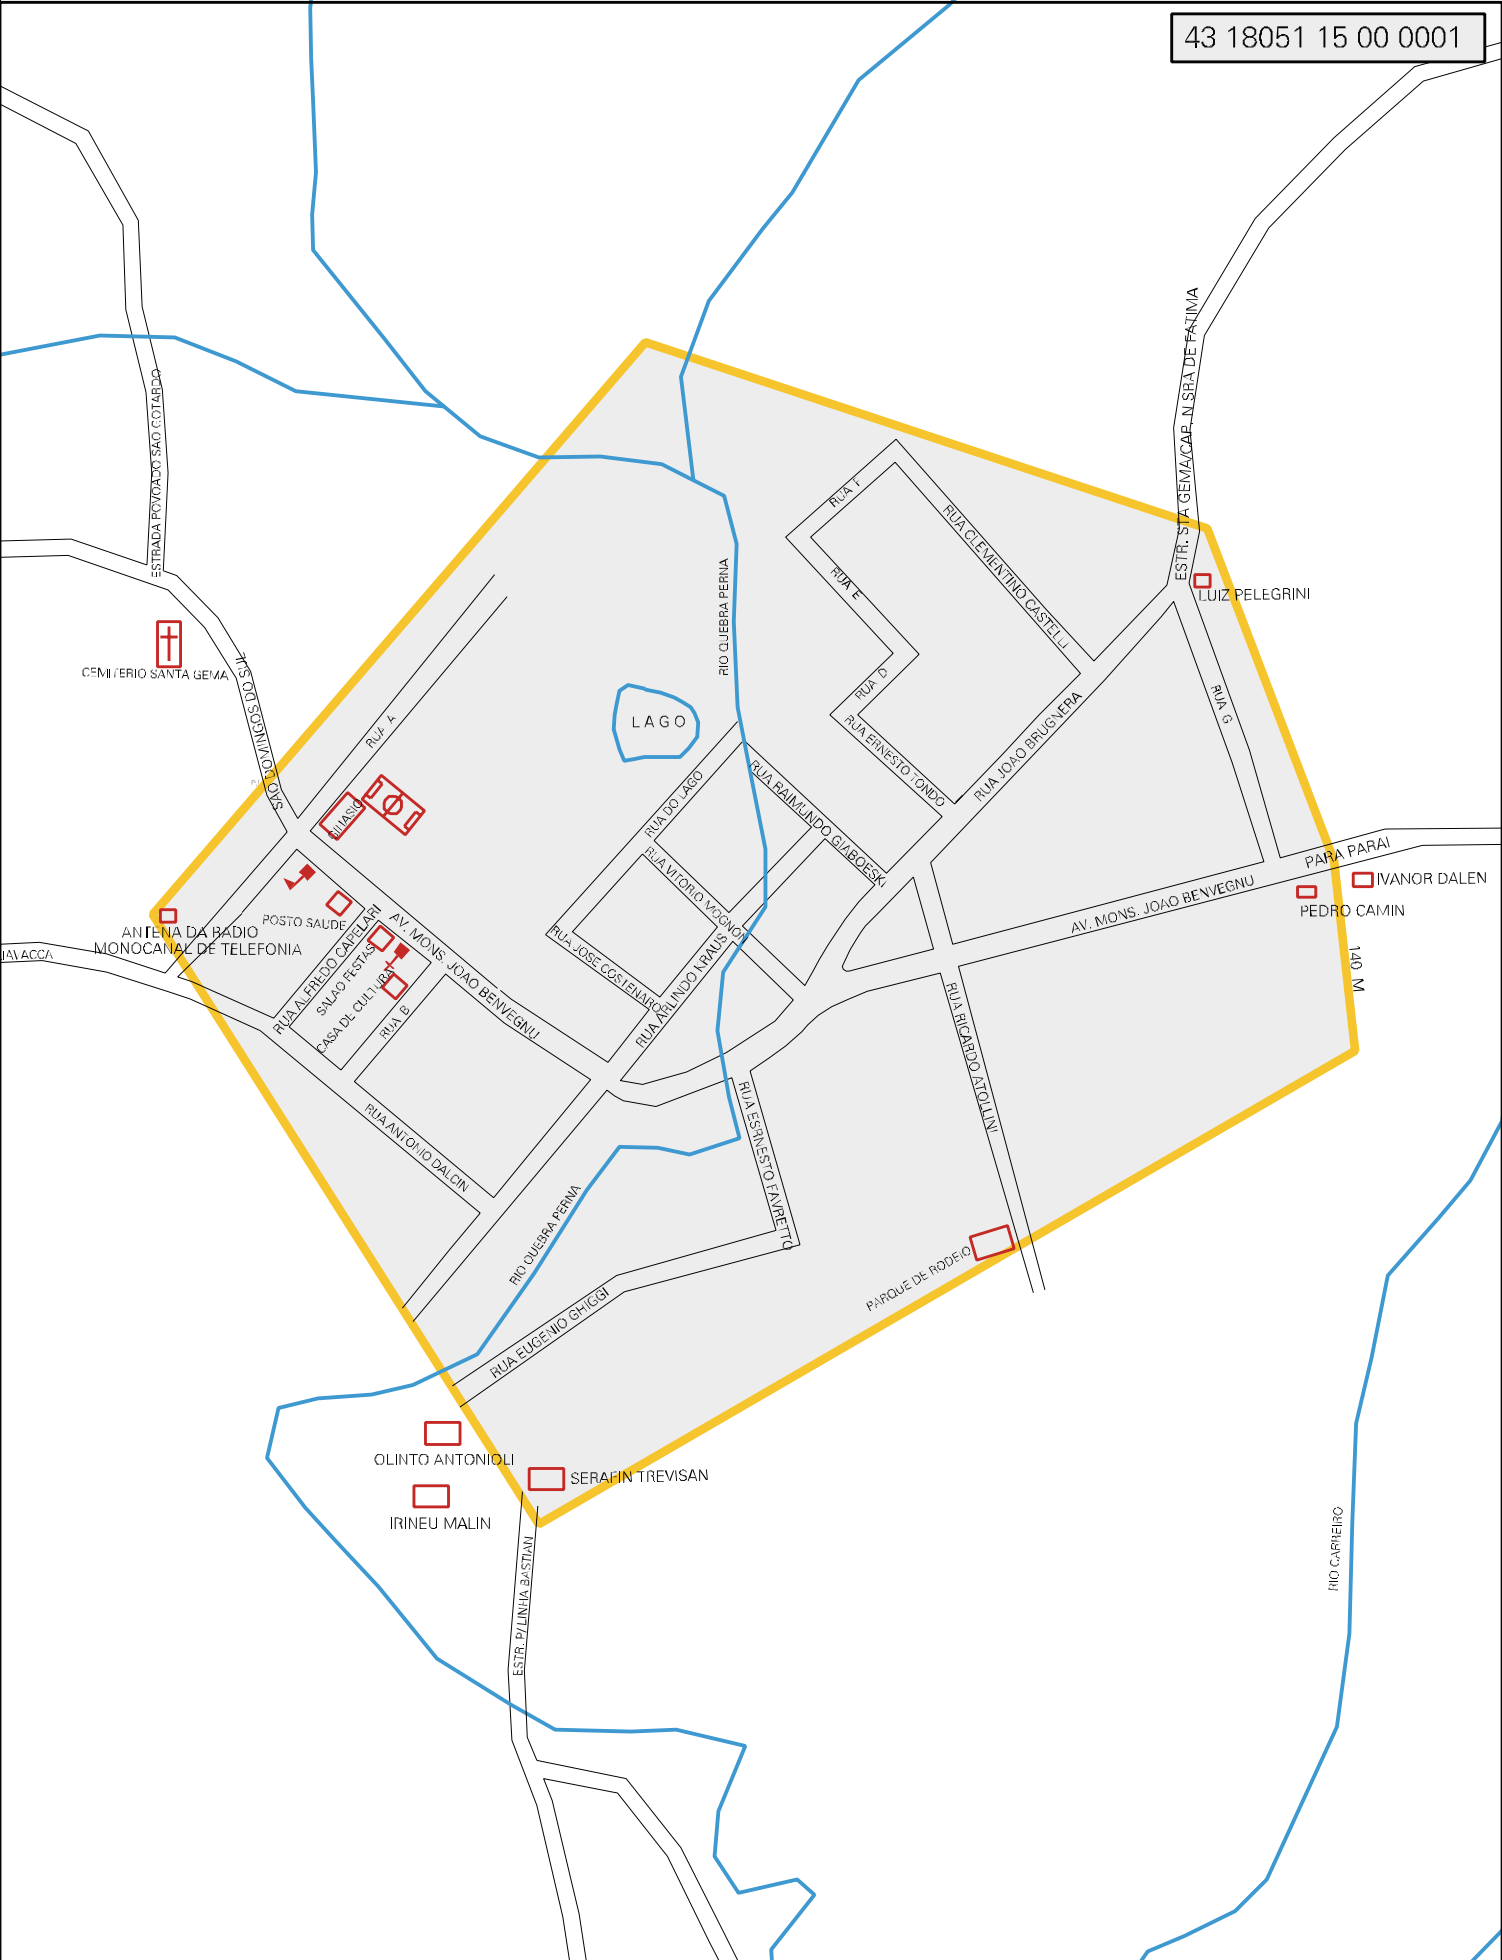 43 18051 15 00 0001
ESTR. STA GEMA/CAP. N SRA DE FATIMA
ESTRADA POVOADO SAO COTARDO
RUA F
RUA CLEMENTINO CASTELLI
RUA E
RIO QUEBRA PERNA
LUIZ PELEGRINI
CEMITERIO SANTA GEMA
SAO DOMINGOS DO SUL
RUA A
LAGO
RUA D
RUA ERNESTO TONDO
RUA JOAO BRUGNERA
RUA G
GINASIO
RUA DO LAGO
RUA RAIMUNDO GIABOESKI
RUA VITORIO MOGNON
PARA PARAI
IVANOR DALEN
PEDRO CAMIN
AV. MONS. JOAO BENVEGNU
140 M
POSTO SAUDE
ANTENA DA RADIO
MONOCANAL DE TELEFONIA
IAVACCA
RUA ALFREDO CAPELARI
SALAO FESTAS
CASA DE CULTURA
RUA B
AV. MONS. JOAO BENVEGNU
RUA JOSE COSTENARO
RUA ARLINDO KRAUS
RUA RICARDO ATOLLINI
RUA ANTONIO DALCIN
RUA ESRNESTO FAVRETTO
RIO QUEBRA PERNA
PARQUE DE RODEIO
RUA EUGENIO GHIGGI
OLINTO ANTONIOLI
SERAFIN TREVISAN
IRINEU MALIN
ESTR. P/ LINHA BASTIAN
RIO CARREIRO